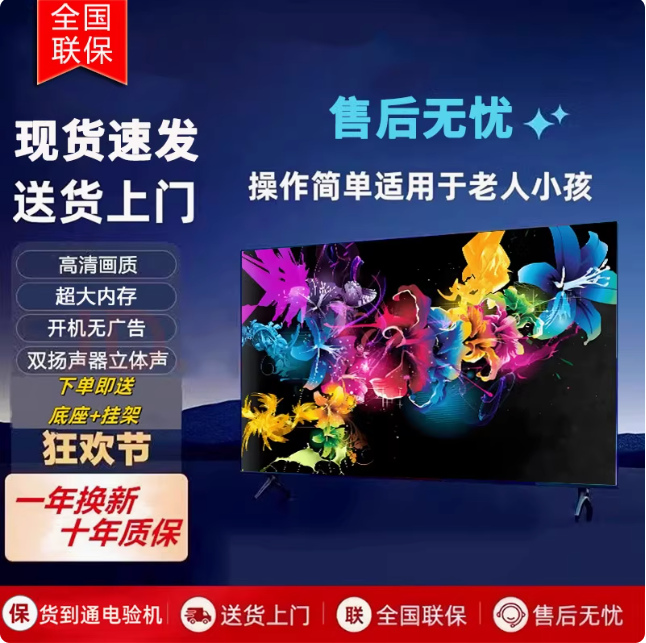 全国
联保
现货速发
送货上门
售后无忧
操作简单适用于老人小孩
高清画质
超大内存
开机无广告
双扬声器立体声
下单即送
底座+挂架
狂欢节
一年换新
十年质保
保 货到通电验机
送货上门
联 全国联保
售后无忧